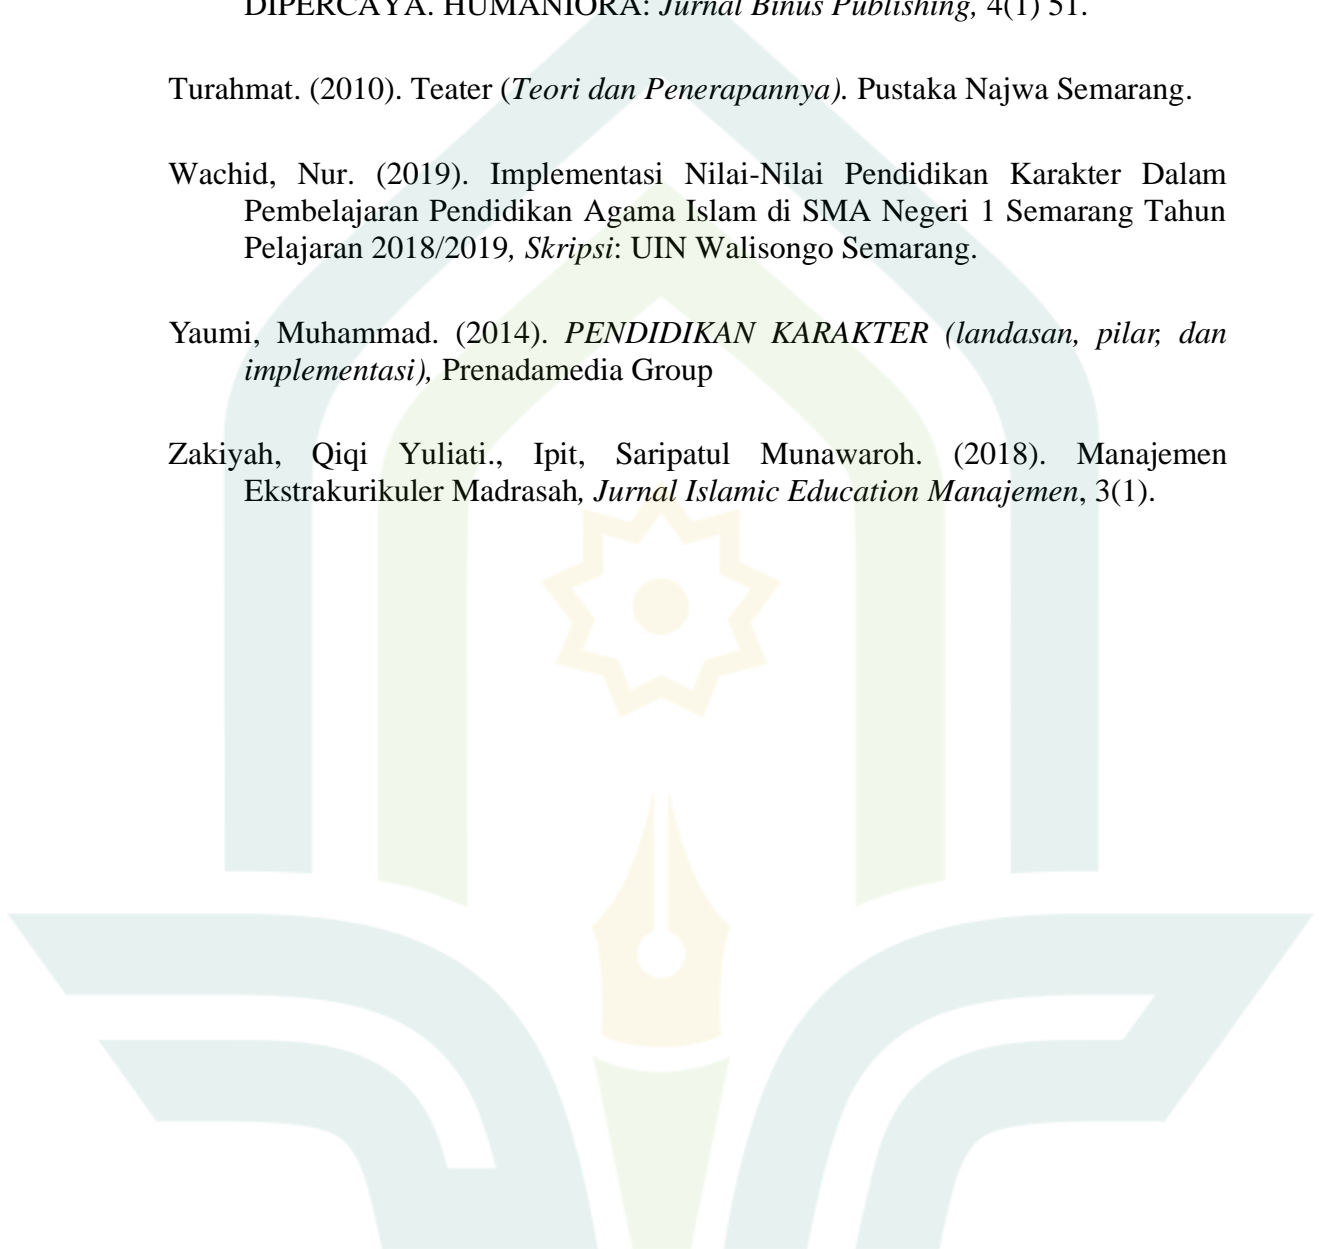 DIPERCAYA. HUMANIORA: Jurnal Binus Publishing, 4(1) 51.
Turahmat. (2010). Teater (Teori dan Penerapannya). Pustaka Najwa Semarang.
Wachid, Nur. (2019). Implementasi Nilai-Nilai Pendidikan Karakter Dalam
Pembelajaran Pendidikan Agama Islam di SMA Negeri 1 Semarang Tahun
Pelajaran 2018/2019, Skripsi: UIN Walisongo Semarang.
Yaumi, Muhammad. (2014). PENDIDIKAN KARAKTER (landasan, pilar, dan
implementasi), Prenadamedia Group
Zakiyah, Qiqi Yuliati., Ipit, Saripatul Munawaroh. (2018). Manajemen
Ekstrakurikuler Madrasah, Jurnal Islamic Education Manajemen, 3(1).